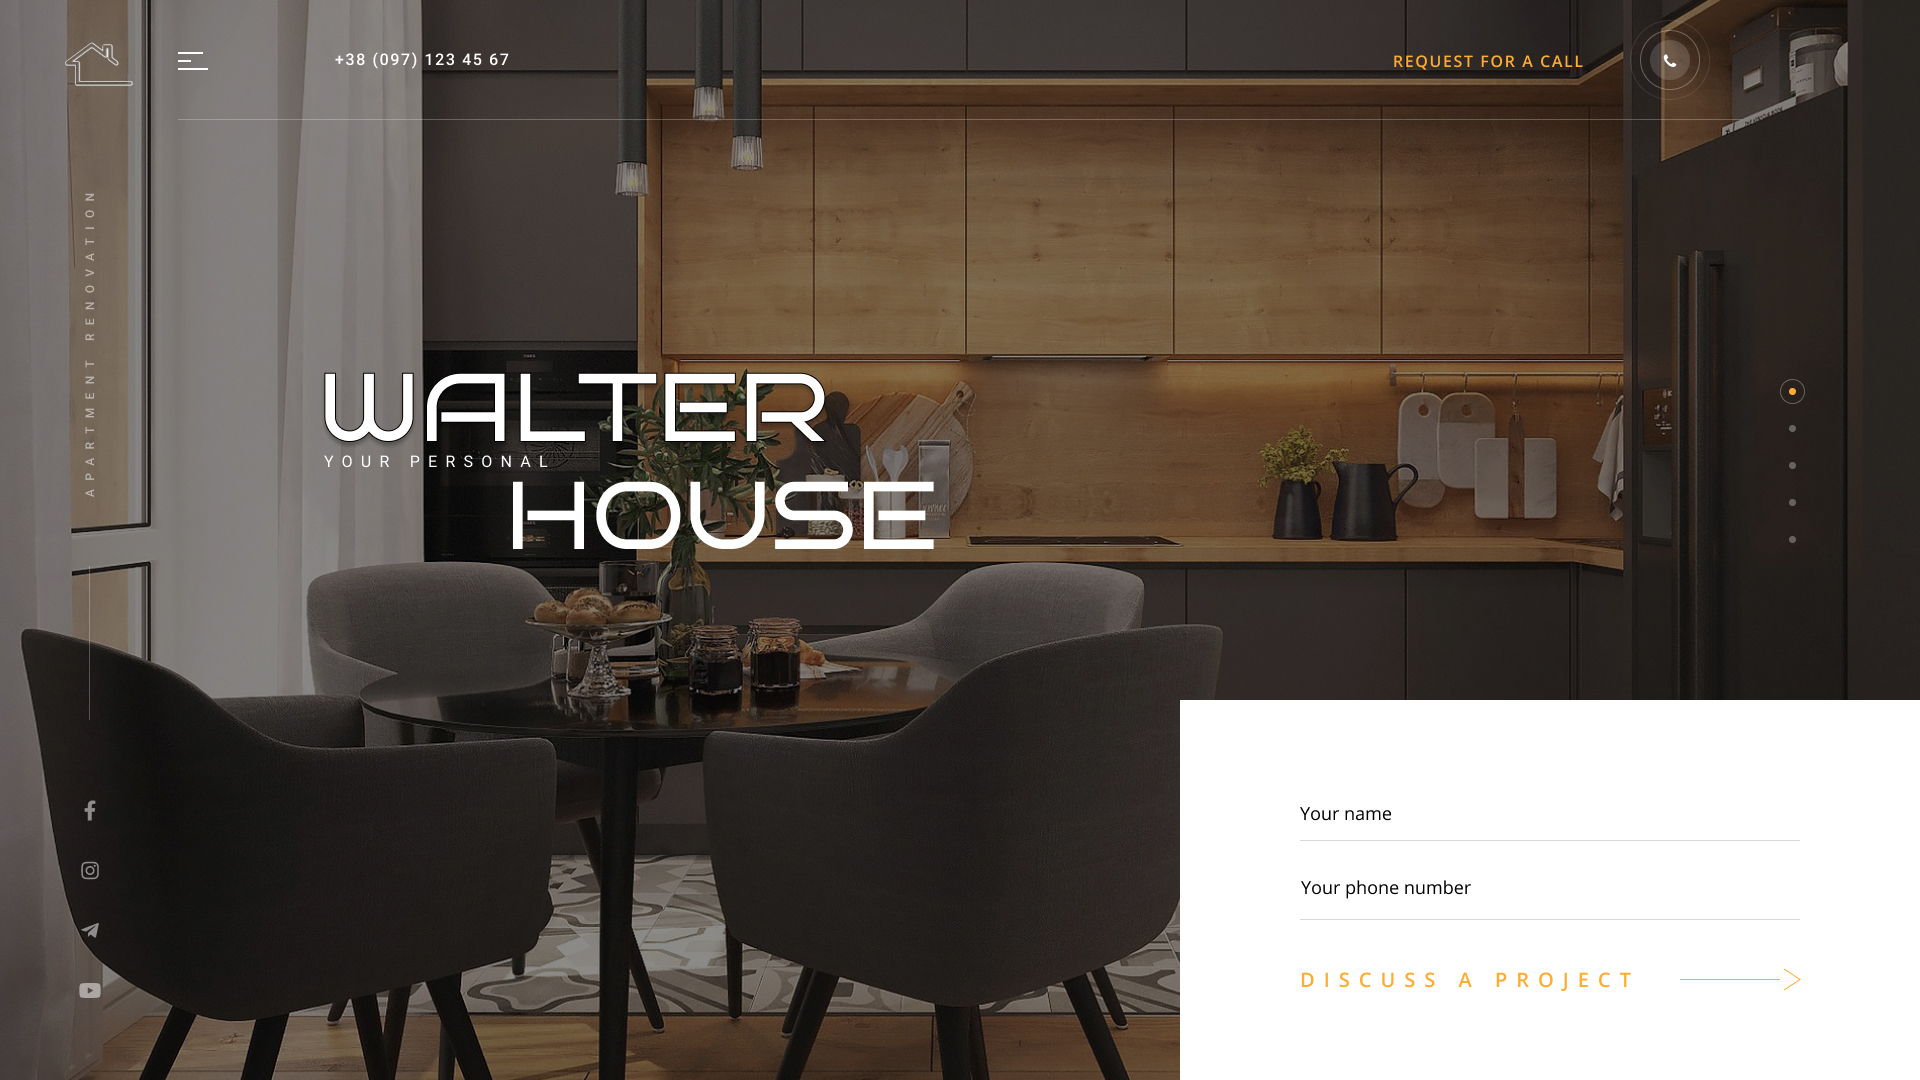 +38 (097) 123 45 67
REQUEST FOR A CALL
APARTMENT RENOVATION
WALTER
YOUR PERSONAL
HOUSE
Your name
Your phone number
DISCUSS A PROJECT